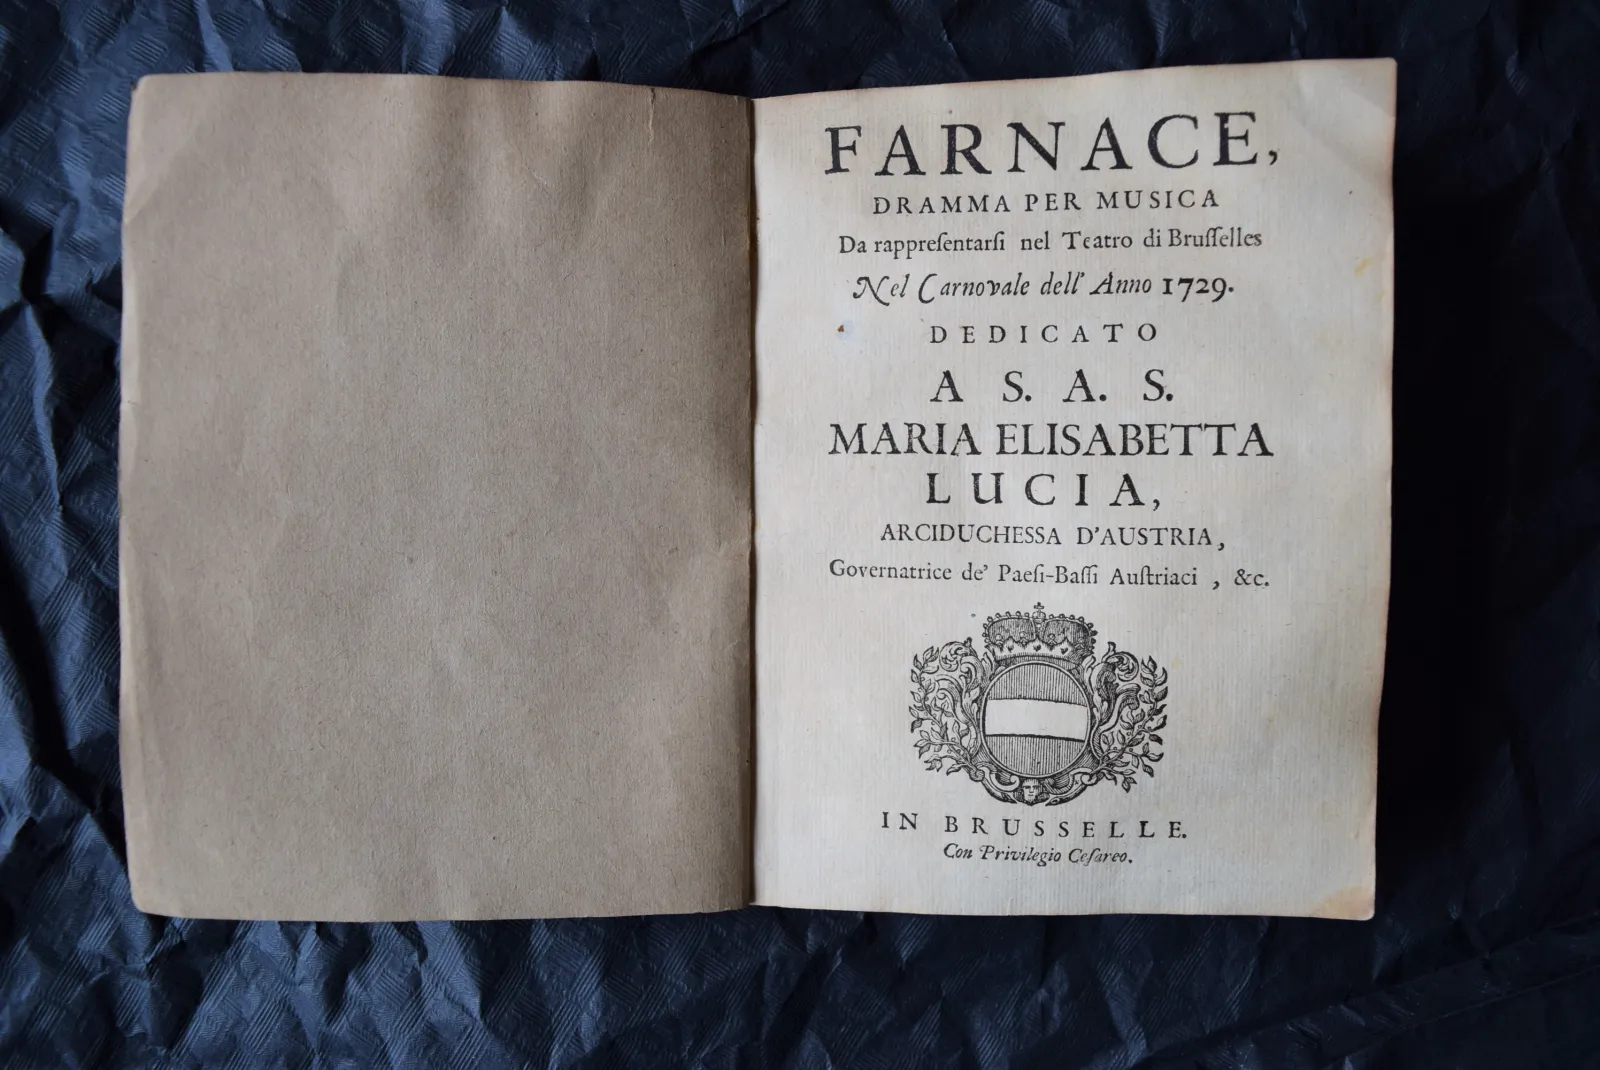 FARNACE,
DRAMMA PER MUSICA
Da rappreſentarſi nel Teatro di Bruſſelles
Nel Carnovale dell' Anno 1729.
DEDICATO
A S. A. S.
MARIA ELISABETTA
LUCIA,
ARCIDUCHESSA D'AUSTRIA,
Governatrice de' Paeſi-Baſſi Auſtriaci , &c.
IN BRUSSELLE.
Con Privilegio Ceſareo.